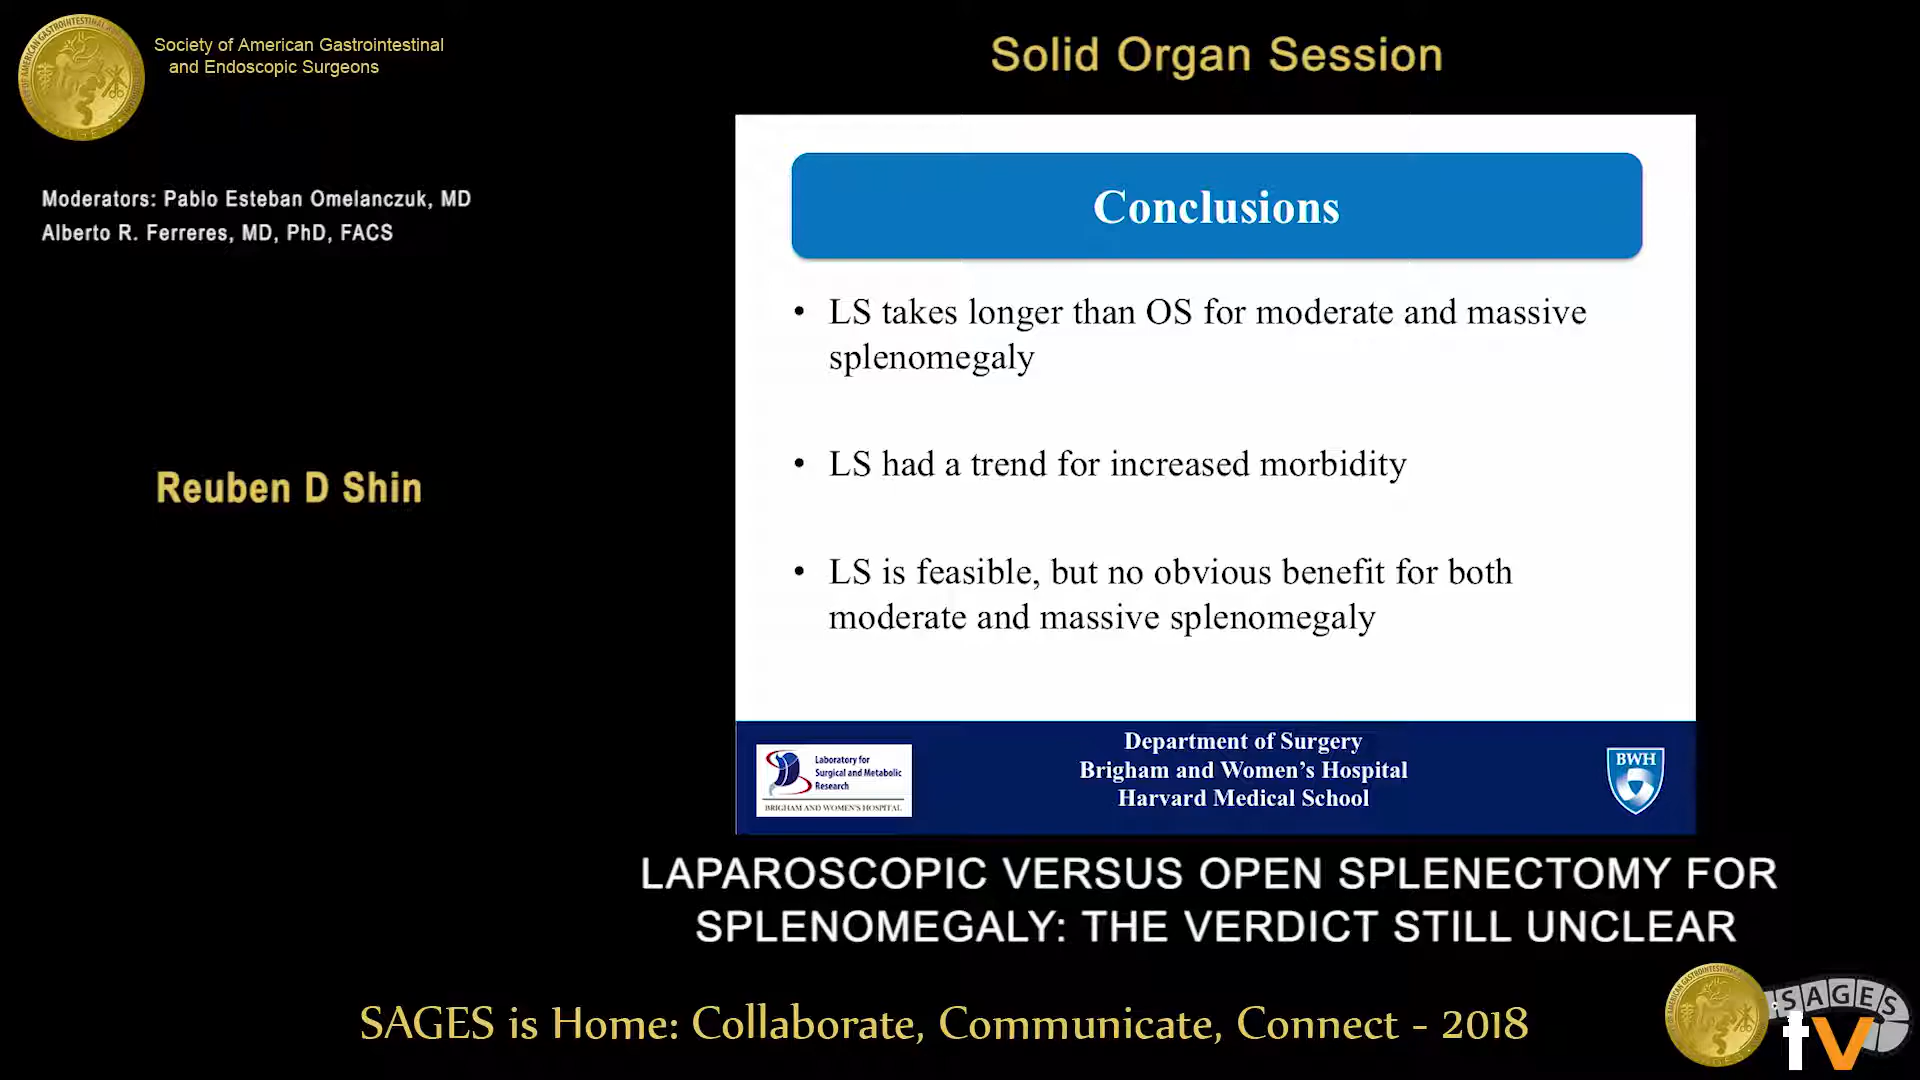 Society of American Gastrointestinal
and Endoscopic Surgeons
Solid Organ Session
Moderators: Pablo Esteban Omelanczuk, MD
Alberto R. Ferreres, MD, PhD, FACS
Reuben D Shin
Conclusions
• LS takes longer than OS for moderate and massive
splenomegaly
• LS had a trend for increased morbidity
• LS is feasible, but no obvious benefit for both
moderate and massive splenomegaly
Laboratory for
Surgical and Metabolic
Research
BRIGHAM AND WOMEN'S HOSPITAL
Department of Surgery
Brigham and Women's Hospital
Harvard Medical School
BWH
LAPAROSCOPIC VERSUS OPEN SPLENECTOMY FOR
SPLENOMEGALY: THE VERDICT STILL UNCLEAR
SAGES is Home: Collaborate, Communicate, Connect - 2018
SAGES
tv